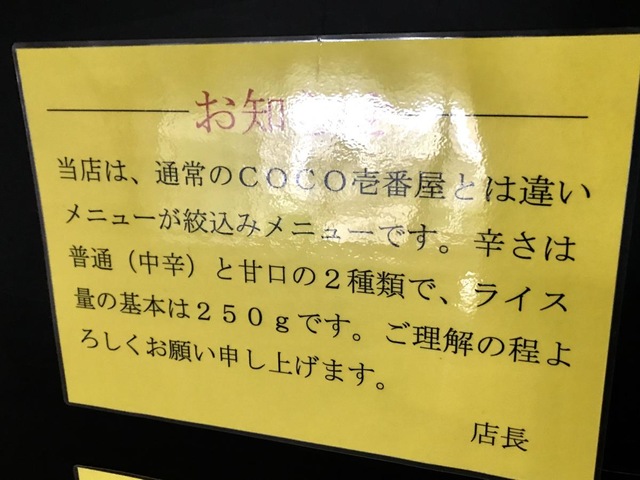 お知らせ
当店は、通常のＣＯＣＯ壱番屋とは違い
メニューが絞込みメニューです。辛さは
普通（中辛）と甘口の２種類で、ライス
量の基本は２５０ｇです。ご理解の程よ
ろしくお願い申し上げます。
店長